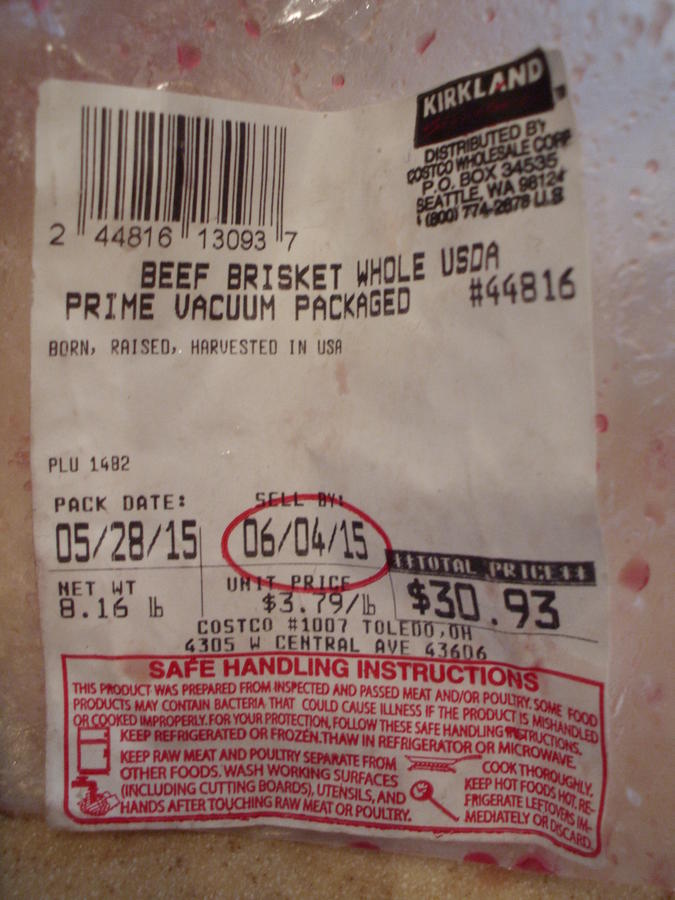 KIRKLAND
DISTRIBUTED BY
COSTCO WHOLESALE CORP
P.O. BOX 34535
SEATTLE, WA 98124
(800) 774-2678 U.S
2 44816 13093 7
BEEF BRISKET WHOLE USDA
PRIME VACUUM PACKAGED #44816
BORN, RAISED, HARVESTED IN USA
PLU 1482
PACK DATE: SELL BY:
05/28/15 06/04/15
**TOTAL PRICE**
NET WT UNIT PRICE
8.16 lb $3.79/lb $30.93
COSTCO #1007 TOLEDO,OH
4305 W CENTRAL AVE 43606
SAFE HANDLING INSTRUCTIONS
THIS PRODUCT WAS PREPARED FROM INSPECTED AND PASSED MEAT AND/OR POULTRY. SOME FOOD
PRODUCTS MAY CONTAIN BACTERIA THAT COULD CAUSE ILLNESS IF THE PRODUCT IS MISHANDLED
OR COOKED IMPROPERLY. FOR YOUR PROTECTION, FOLLOW THESE SAFE HANDLING INSTRUCTIONS.
KEEP REFRIGERATED OR FROZEN. THAW IN REFRIGERATOR OR MICROWAVE.
KEEP RAW MEAT AND POULTRY SEPARATE FROM
OTHER FOODS. WASH WORKING SURFACES
(INCLUDING CUTTING BOARDS), UTENSILS, AND
HANDS AFTER TOUCHING RAW MEAT OR POULTRY.
COOK THOROUGHLY.
KEEP HOT FOODS HOT. RE-
FRIGERATE LEFTOVERS IM-
MEDIATELY OR DISCARD.